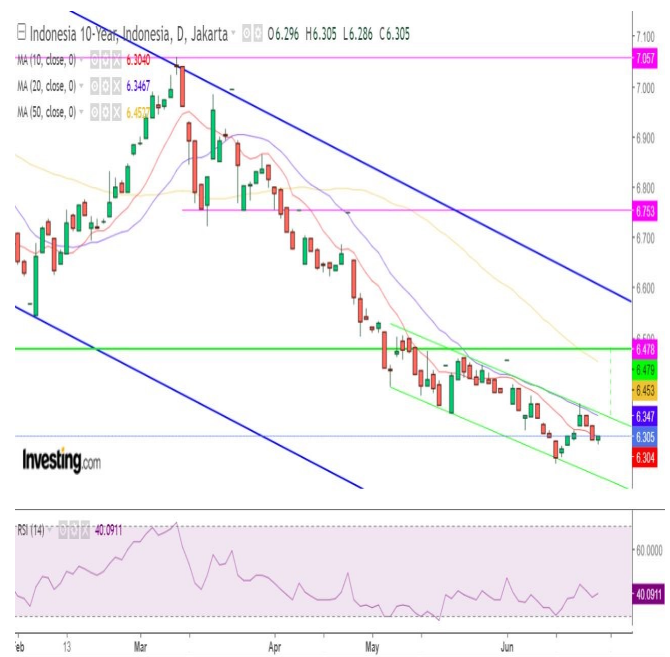 Indonesia 10-Year, Indonesia, D, Jakarta O6.296 H6.305 L6.286 C6.305
MA (10, close, 0) 6.3040
MA (20, close, 0) 6.3467
MA (50, close, 0)
7.100
7.057
7.000
6.900
6.800
6.753
6.700
6.600
6.478
6.479
6.453
6.347
6.305
6.304
Investing.com
RSI (14) 40.0911
60.0000
40.0911
13 Mar Apr May Jun